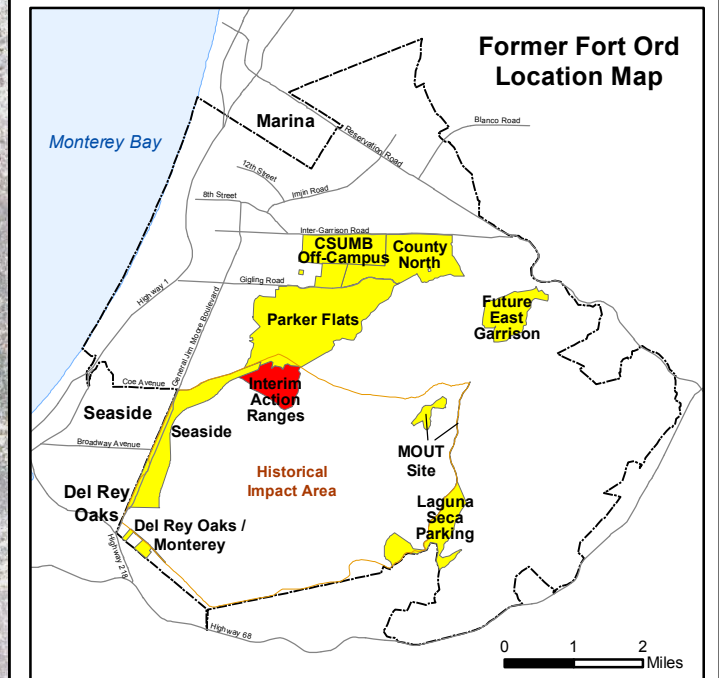 Former Fort Ord
Location Map
Marina
Monterey Bay
Blanco Road
Reservation Road
12th Street
Imjin Road
8th Street
Inter-Garrison Road
CSUMB
Off-Campus
County
North
Gigling Road
Highway 1
General Jim Moore Boulevard
Parker Flats
Future
East
Garrison
Coe Avenue
Interim
Action
Ranges
Seaside
Seaside
Broadway Avenue
MOUT
Site
Historical
Impact Area
Del Rey
Oaks
Laguna
Seca
Parking
Del Rey Oaks /
Monterey
Highway 218
Highway 68
0 1 2
Miles